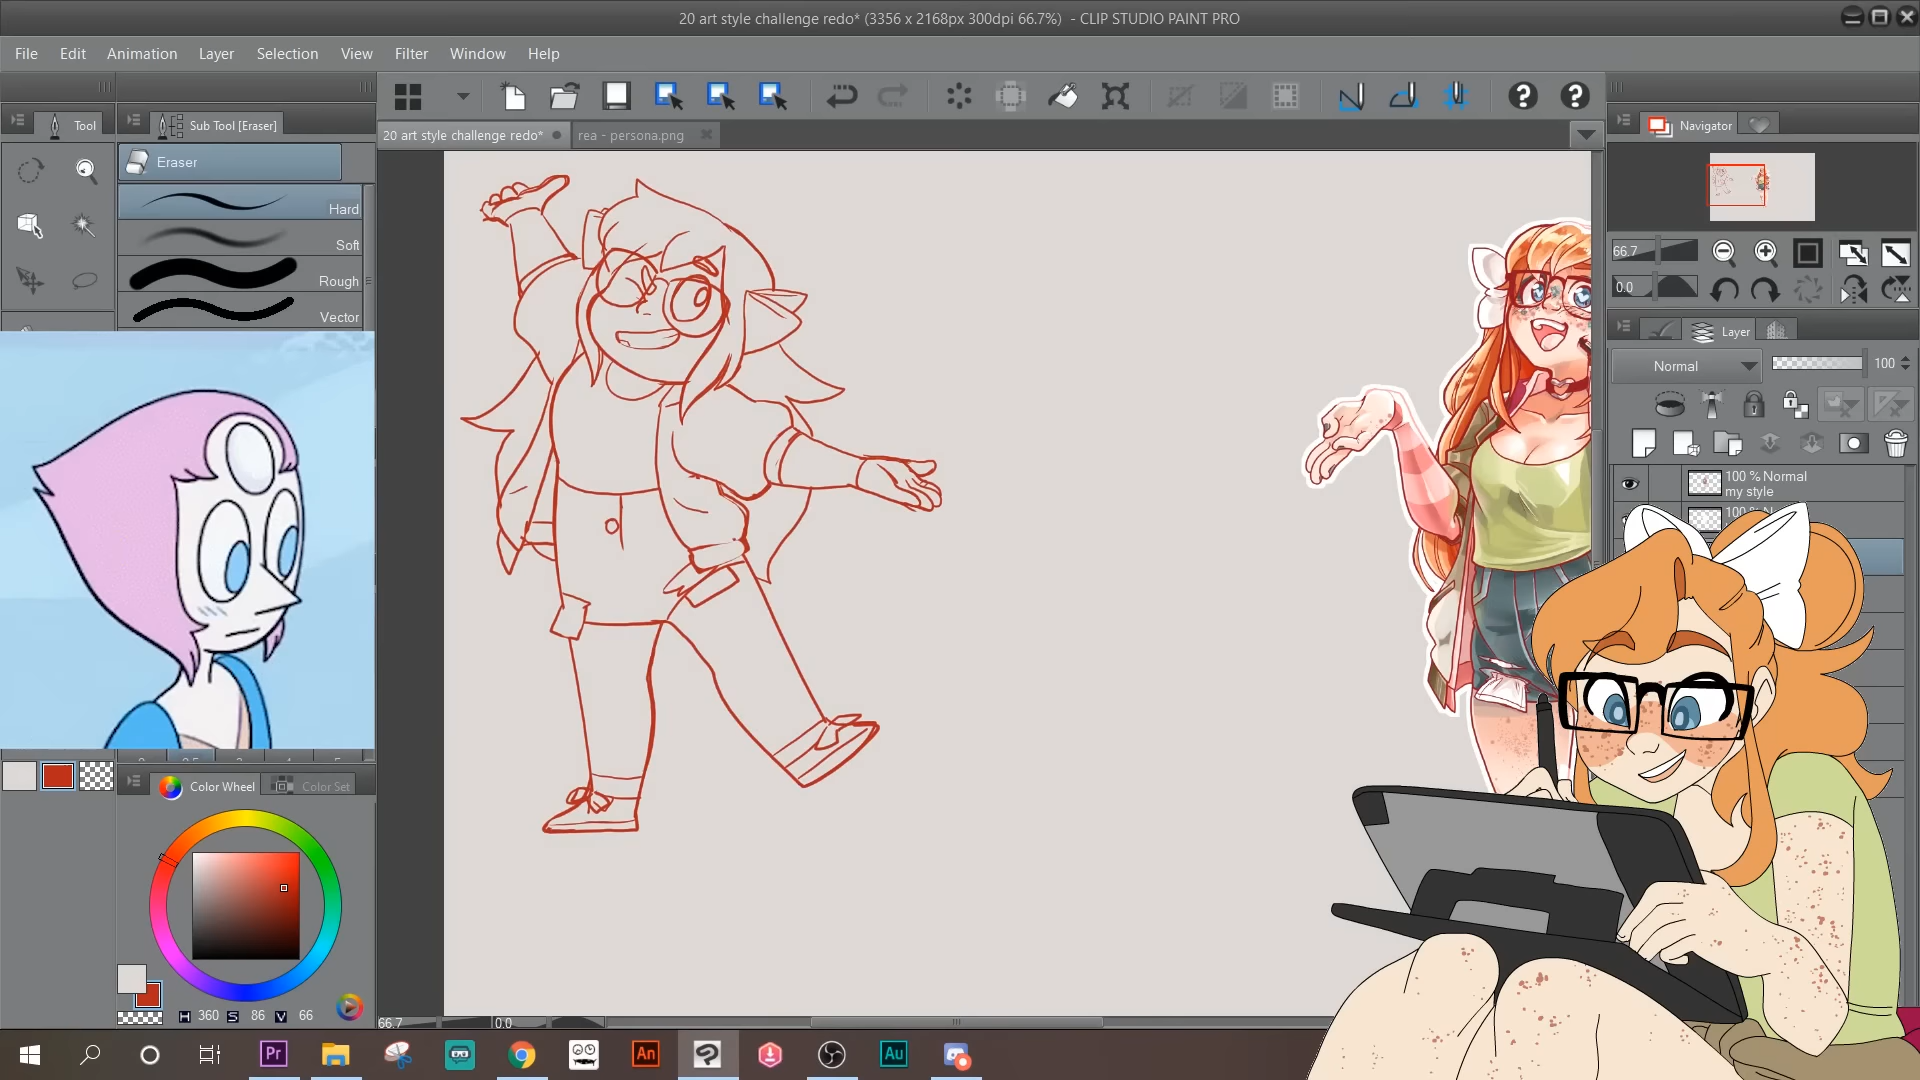 20 art style challenge redo* (3356 x 2168px 300dpi 66.7%)  - CLIP STUDIO PAINT PRO
File Edit Animation Layer Selection View Filter Window Help
Tool
Sub Tool [Eraser]
20 art style challenge redo*
rea - persona.png
Navigator
Eraser
Hard
Soft
Rough
Vector
66.7
0.0
Layer
Normal
100
100 % Normal
my style
Color Wheel
Color Set
H 360 S 86 V 66
66.7
0.0
Pr
An
Au